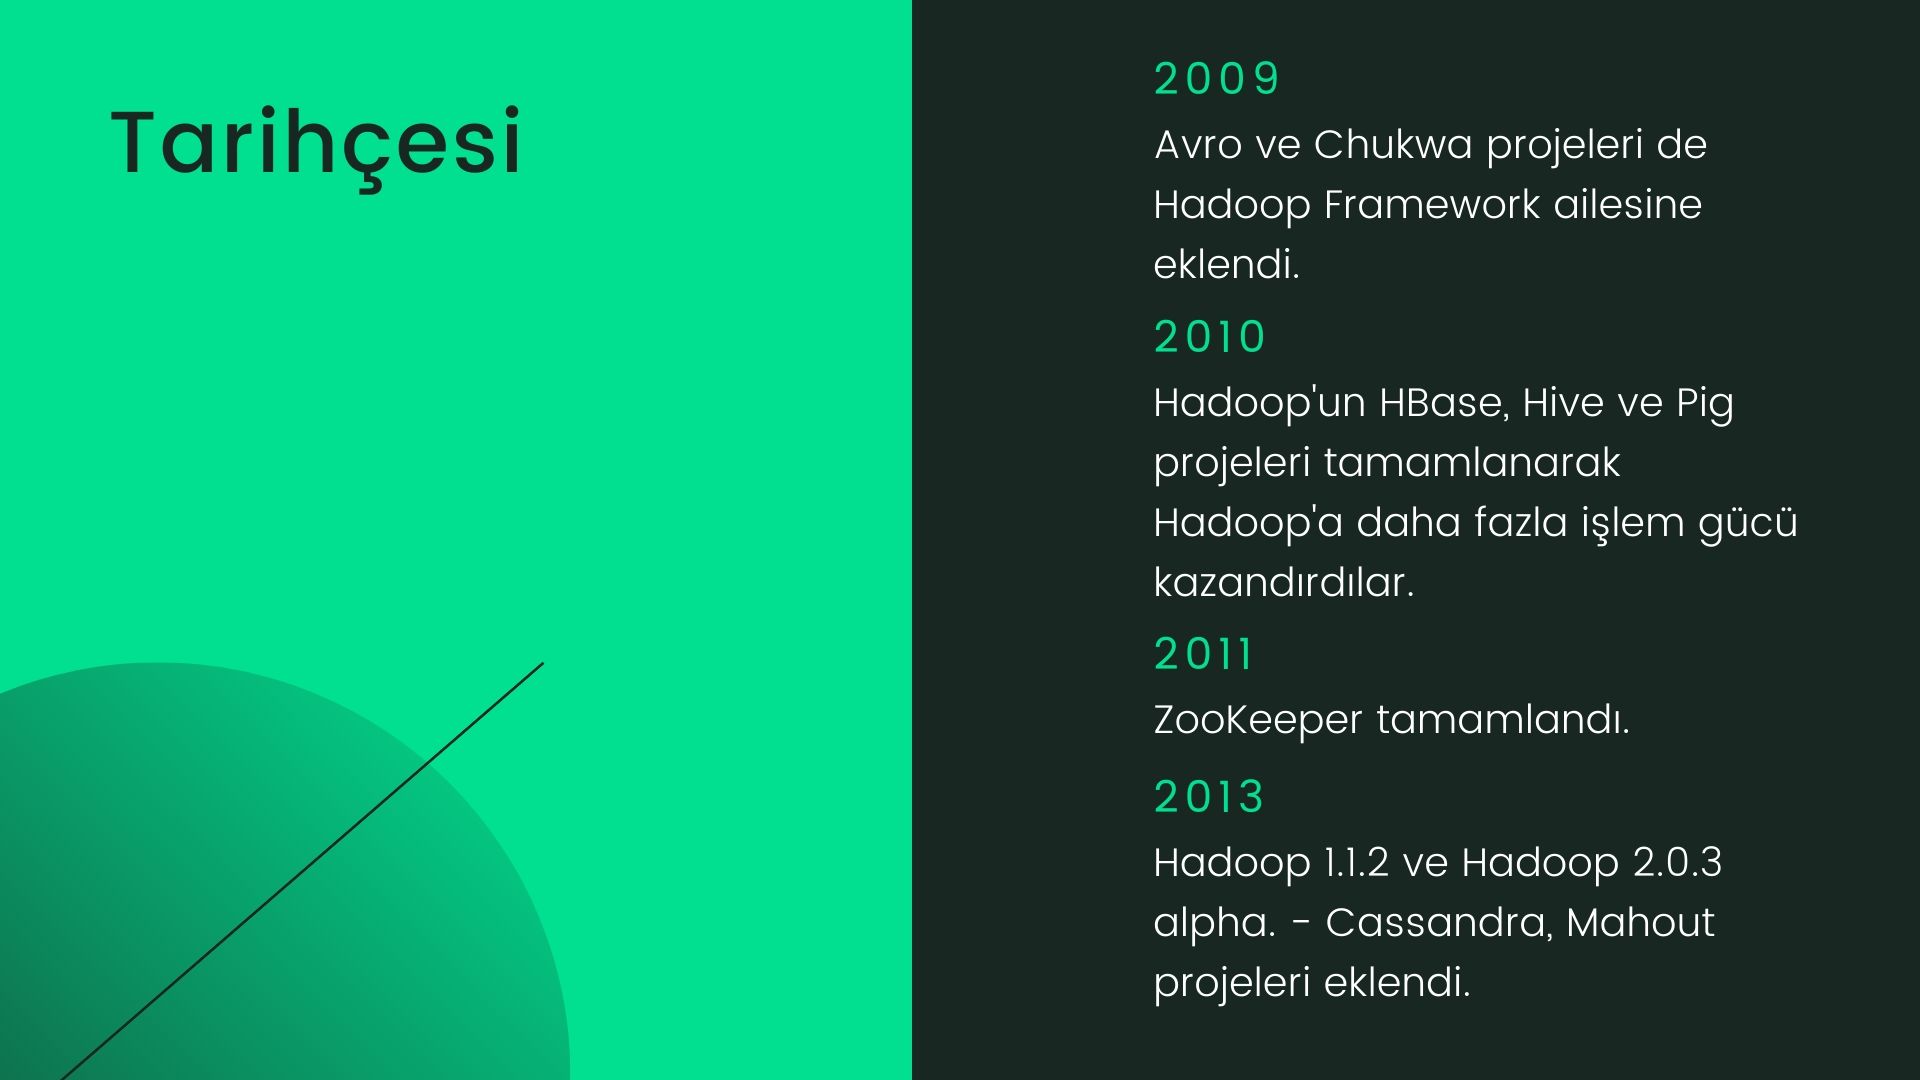 Tarihçesi
2009
Avro ve Chukwa projeleri de
Hadoop Framework ailesine
eklendi.
2010
Hadoop'un HBase, Hive ve Pig
projeleri tamamlanarak
Hadoop'a daha fazla işlem gücü
kazandırdılar.
2011
ZooKeeper tamamlandı.
2013
Hadoop 1.1.2 ve Hadoop 2.0.3
alpha. - Cassandra, Mahout
projeleri eklendi.